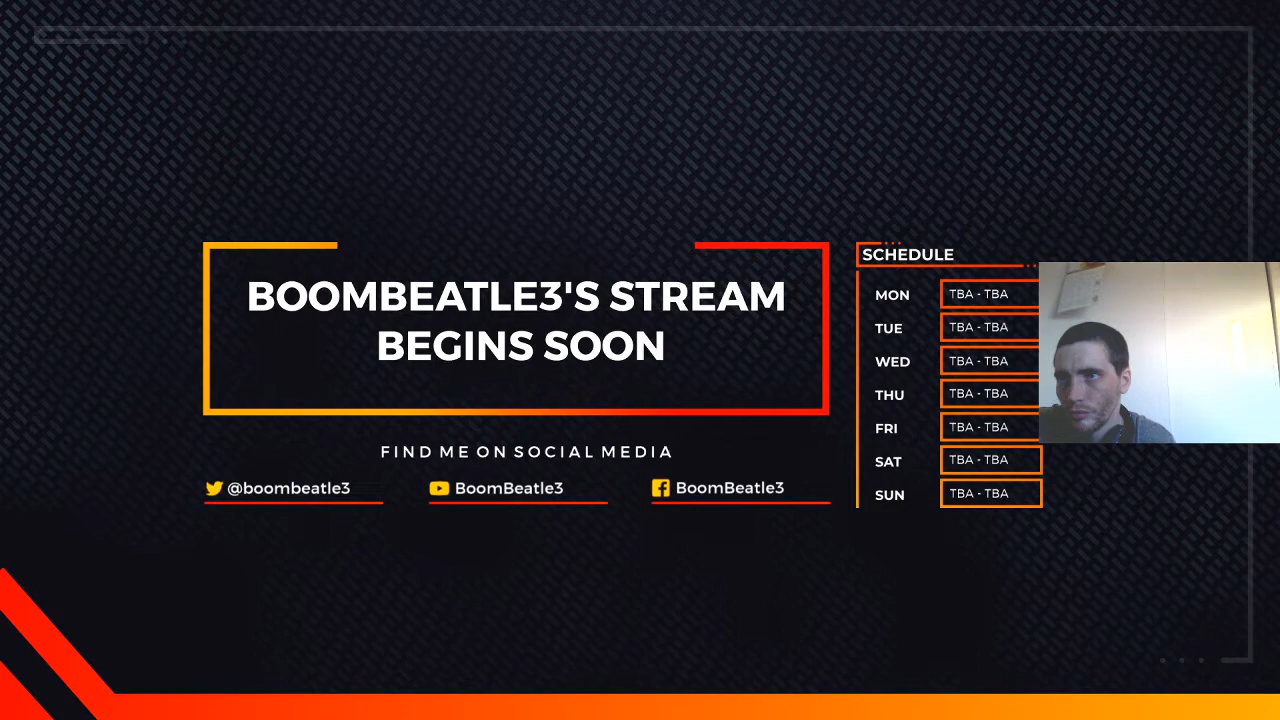 BOOMBEATLE3'S STREAM
BEGINS SOON
FIND ME ON SOCIAL MEDIA
@boombeatle3
BoomBeatle3
BoomBeatle3
SCHEDULE
MON TBA - TBA
TUE TBA - TBA
WED TBA - TBA
THU TBA - TBA
FRI TBA - TBA
SAT TBA - TBA
SUN TBA - TBA